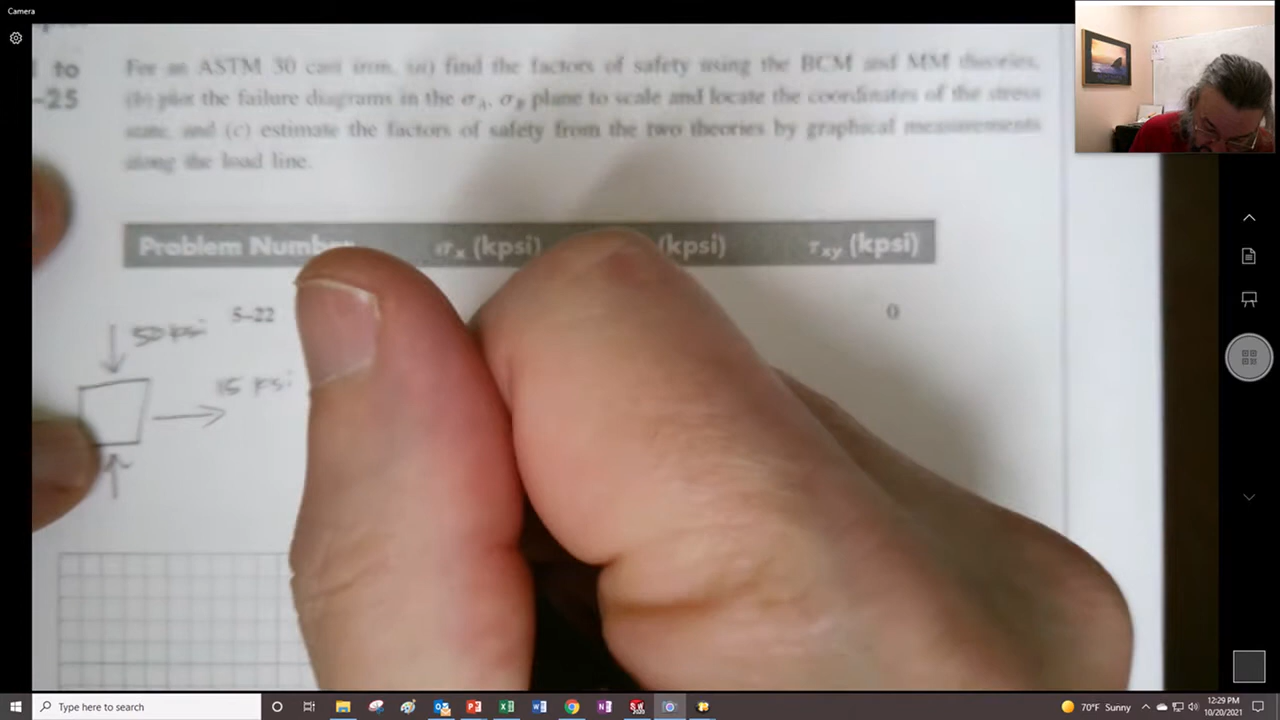 Camera
to
-25
For an ASTM 30 cast iron, (a) find the factors of safety using the BCM and MM theories,
(b) plot the failure diagrams in the σA, σB plane to scale and locate the coordinates of the stress
state, and (c) estimate the factors of safety from the two theories by graphical measurements
along the load line.
Problem Number σx (kpsi) (kpsi) τxy (kpsi)
5–22 0
50 kpsi
15 kpsi
Type here to search
70°F Sunny
12:29 PM
10/20/2021